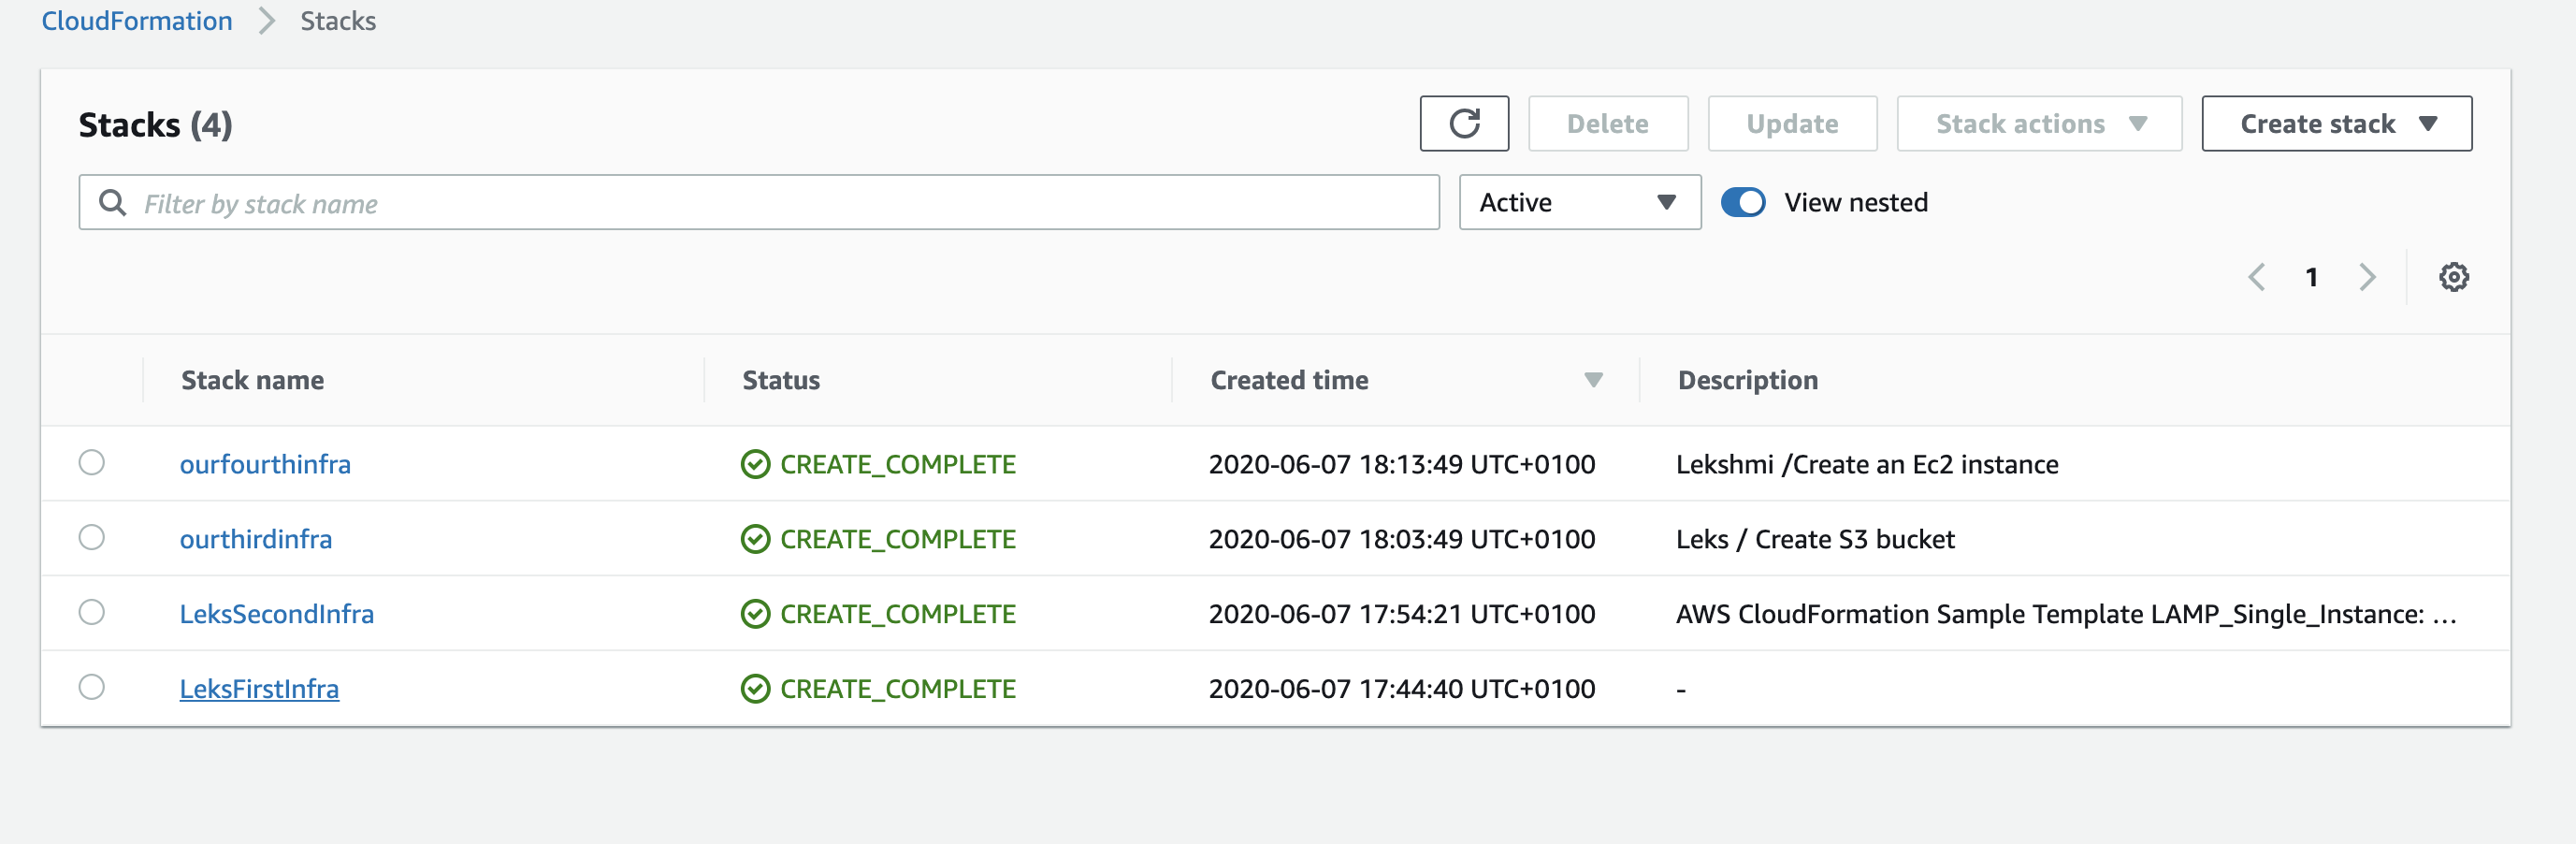 CloudFormation Stacks
Stacks (4) Delete Update Stack actions Create stack
Filter by stack name Active View nested
1
Stack name Status Created time Description
ourfourthinfra CREATE_COMPLETE 2020-06-07 18:13:49 UTC+0100 Lekshmi /Create an Ec2 instance
ourthirdinfra CREATE_COMPLETE 2020-06-07 18:03:49 UTC+0100 Leks / Create S3 bucket
LeksSecondInfra CREATE_COMPLETE 2020-06-07 17:54:21 UTC+0100 AWS CloudFormation Sample Template LAMP_Single_Instance: ...
LeksFirstInfra CREATE_COMPLETE 2020-06-07 17:44:40 UTC+0100 -